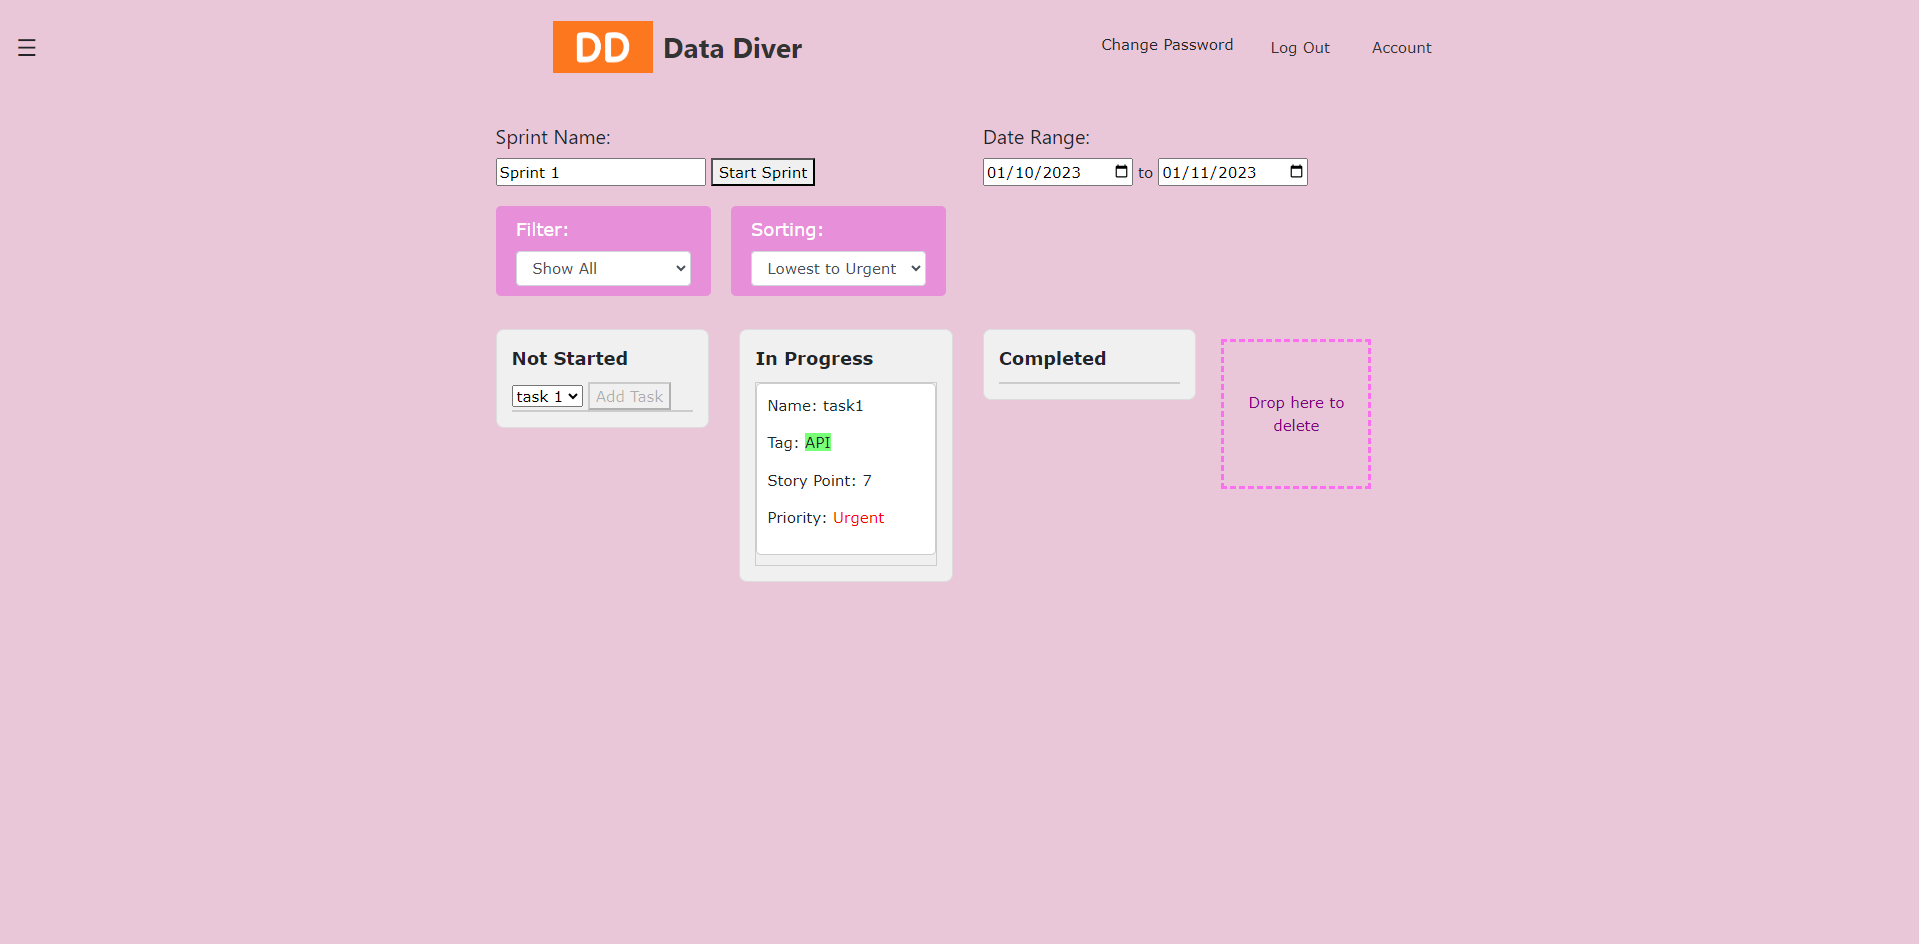 ☰
DD
Data Diver
Change Password
Log Out
Account
Sprint Name:
Date Range:
Sprint 1
Start Sprint
01/10/2023
to
01/11/2023
Filter:
Sorting:
Show All
Lowest to Urgent
Not Started
task 1
Add Task
In Progress
Name: task1
Tag: API
Story Point: 7
Priority: Urgent
Completed
Drop here to
delete